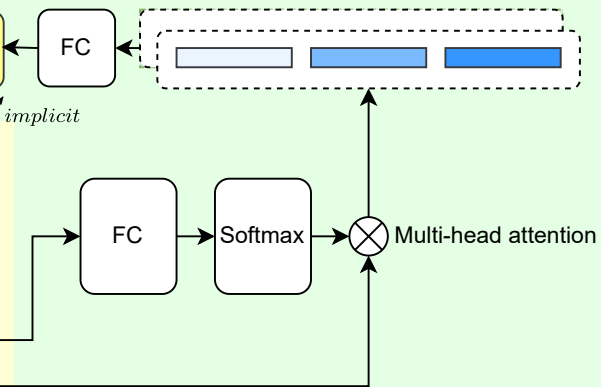 FC
implicit
FC
Softmax
Multi-head attention